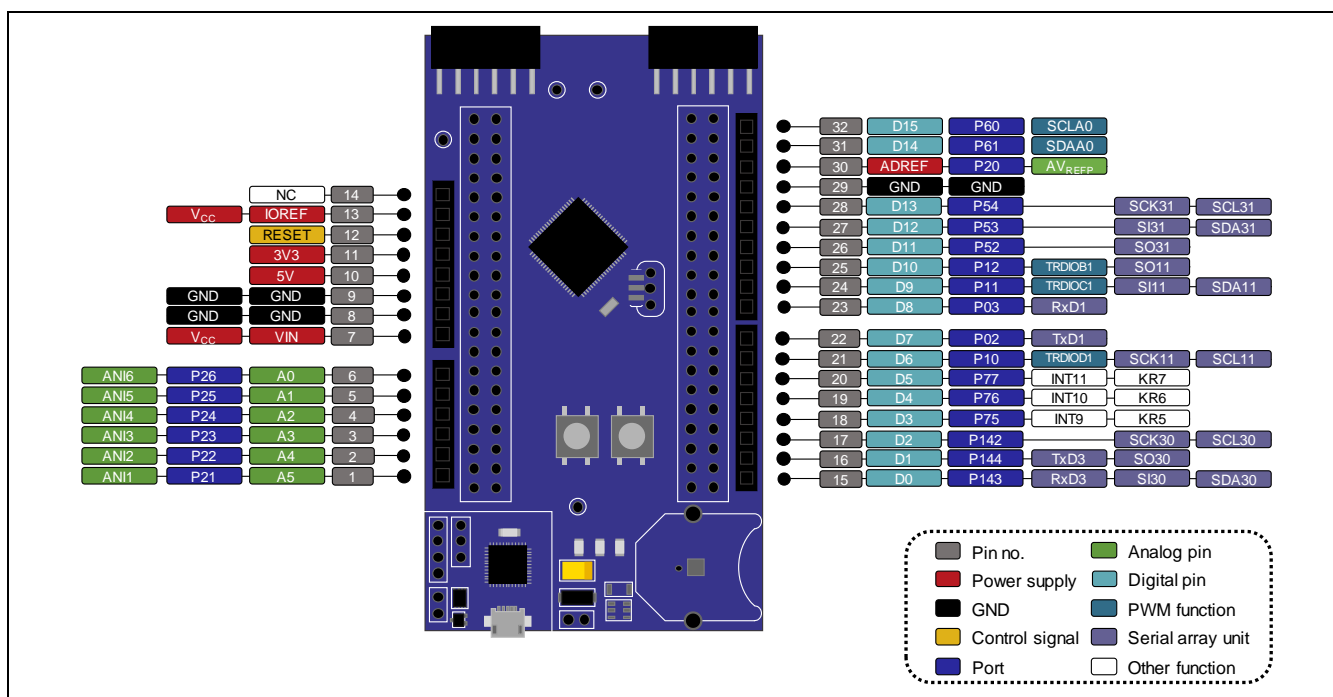 NC 14
VCC IOREF 13
RESET 12
3V3 11
5V 10
GND GND 9
GND GND 8
VCC VIN 7
ANI6 P26 A0 6
ANI5 P25 A1 5
ANI4 P24 A2 4
ANI3 P23 A3 3
ANI2 P22 A4 2
ANI1 P21 A5 1
32 D15 P60 SCLA0
31 D14 P61 SDAA0
30 ADREF P20 AVREFP
29 GND GND
28 D13 P54 SCK31 SCL31
27 D12 P53 SI31 SDA31
26 D11 P52 SO31
25 D10 P12 TRDIOB1 SO11
24 D9 P11 TRDIOC1 SI11 SDA11
23 D8 P03 RxD1
22 D7 P02 TxD1
21 D6 P10 TRDIOD1 SCK11 SCL11
20 D5 P77 INT11 KR7
19 D4 P76 INT10 KR6
18 D3 P75 INT9 KR5
17 D2 P142 SCK30 SCL30
16 D1 P144 TxD3 SO30
15 D0 P143 RxD3 SI30 SDA30
Pin no.
Power supply
GND
Control signal
Port
Analog pin
Digital pin
PWM function
Serial array unit
Other function